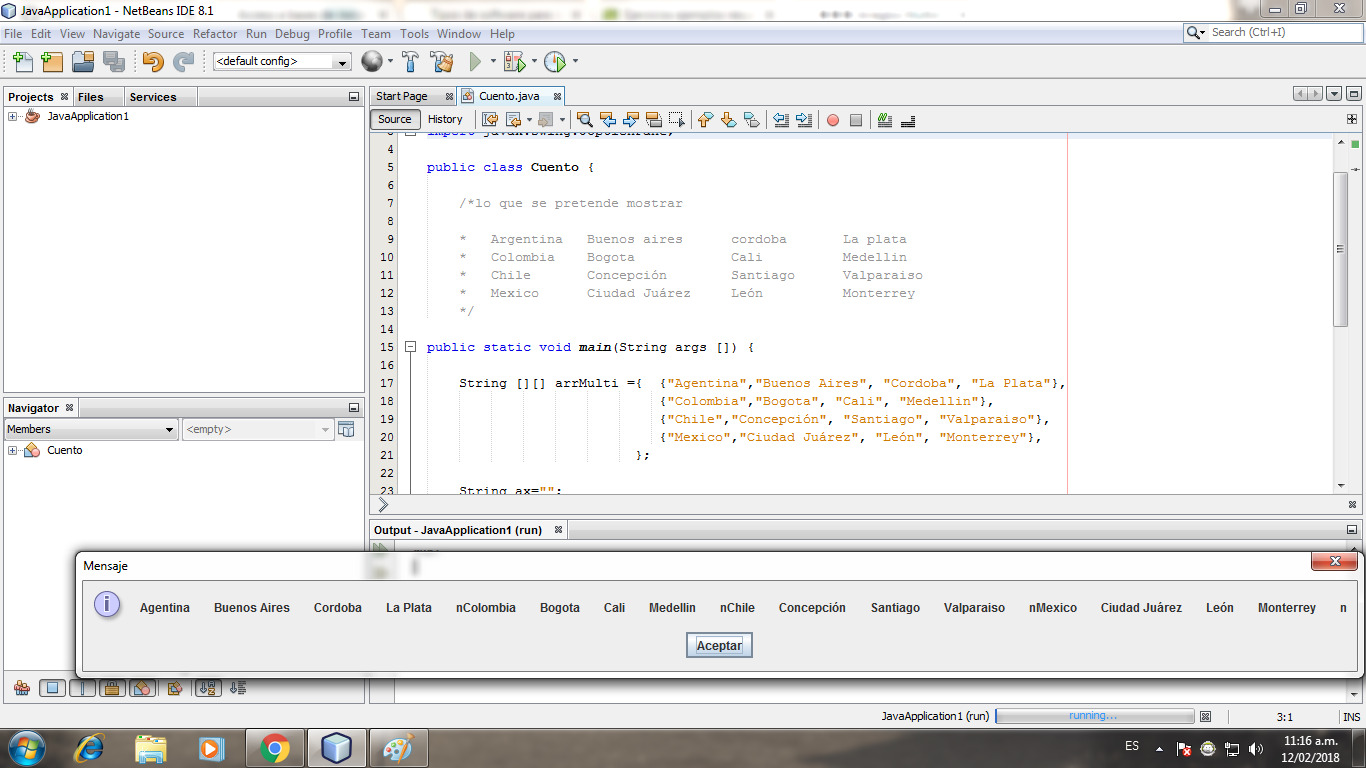 JavaApplication1 - NetBeans IDE 8.1
File Edit View Navigate Source Refactor Run Debug Profile Team Tools Window Help
Search (Ctrl+I)
<default config>
Projects Files Services
JavaApplication1
Start Page Cuento.java
Source History
4
5 public class Cuento {
6
7 /*lo que se pretende mostrar
8
9 * Argentina Buenos aires cordoba La plata
10 * Colombia Bogota Cali Medellin
11 * Chile Concepción Santiago Valparaiso
12 * Mexico Ciudad Juárez León Monterrey
13 */
14
15 public static void main(String args []) {
16
17 String [][] arrMulti ={ {"Agentina","Buenos Aires", "Cordoba", "La Plata"},
18 {"Colombia","Bogota", "Cali", "Medellin"},
19 {"Chile","Concepción", "Santiago", "Valparaiso"},
20 {"Mexico","Ciudad Juárez", "León", "Monterrey"},
21 };
22
23 String ax="";
Navigator
Members <empty>
Cuento
Output - JavaApplication1 (run)
Mensaje
Agentina Buenos Aires Cordoba La Plata nColombia Bogota Cali Medellin nChile Concepción Santiago Valparaiso nMexico Ciudad Juárez León Monterrey n
Aceptar
JavaApplication1 (run) running... 3:1 INS
ES 11:16 a.m.
12/02/2018